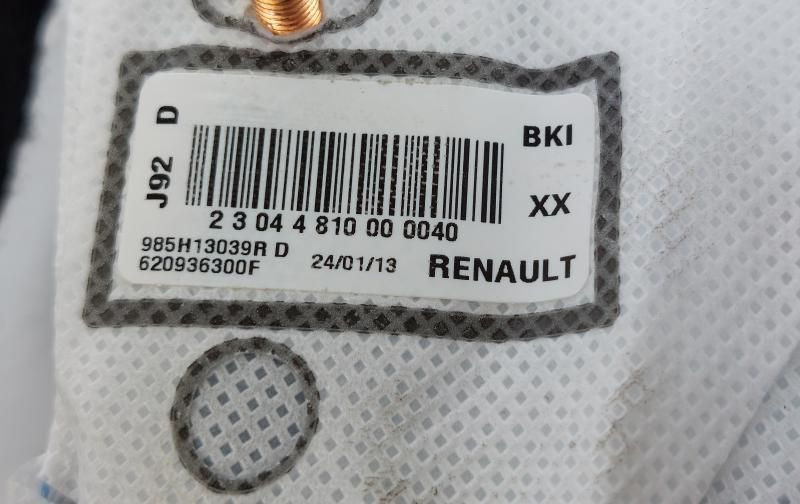 J92 D
BKI
XX
2 3 04 4 810 00 0040
985H13039R D
620936300F
24/01/13
RENAULT